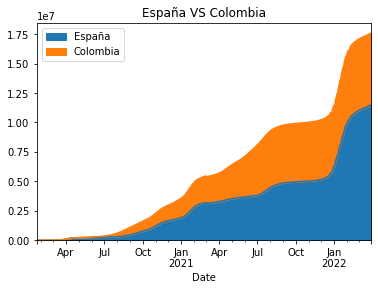 España VS Colombia
1e7
España
Colombia
1.75
1.50
1.25
1.00
0.75
0.50
0.25
0.00
Apr Jul Oct Jan Apr Jul Oct Jan
2021 2022
Date